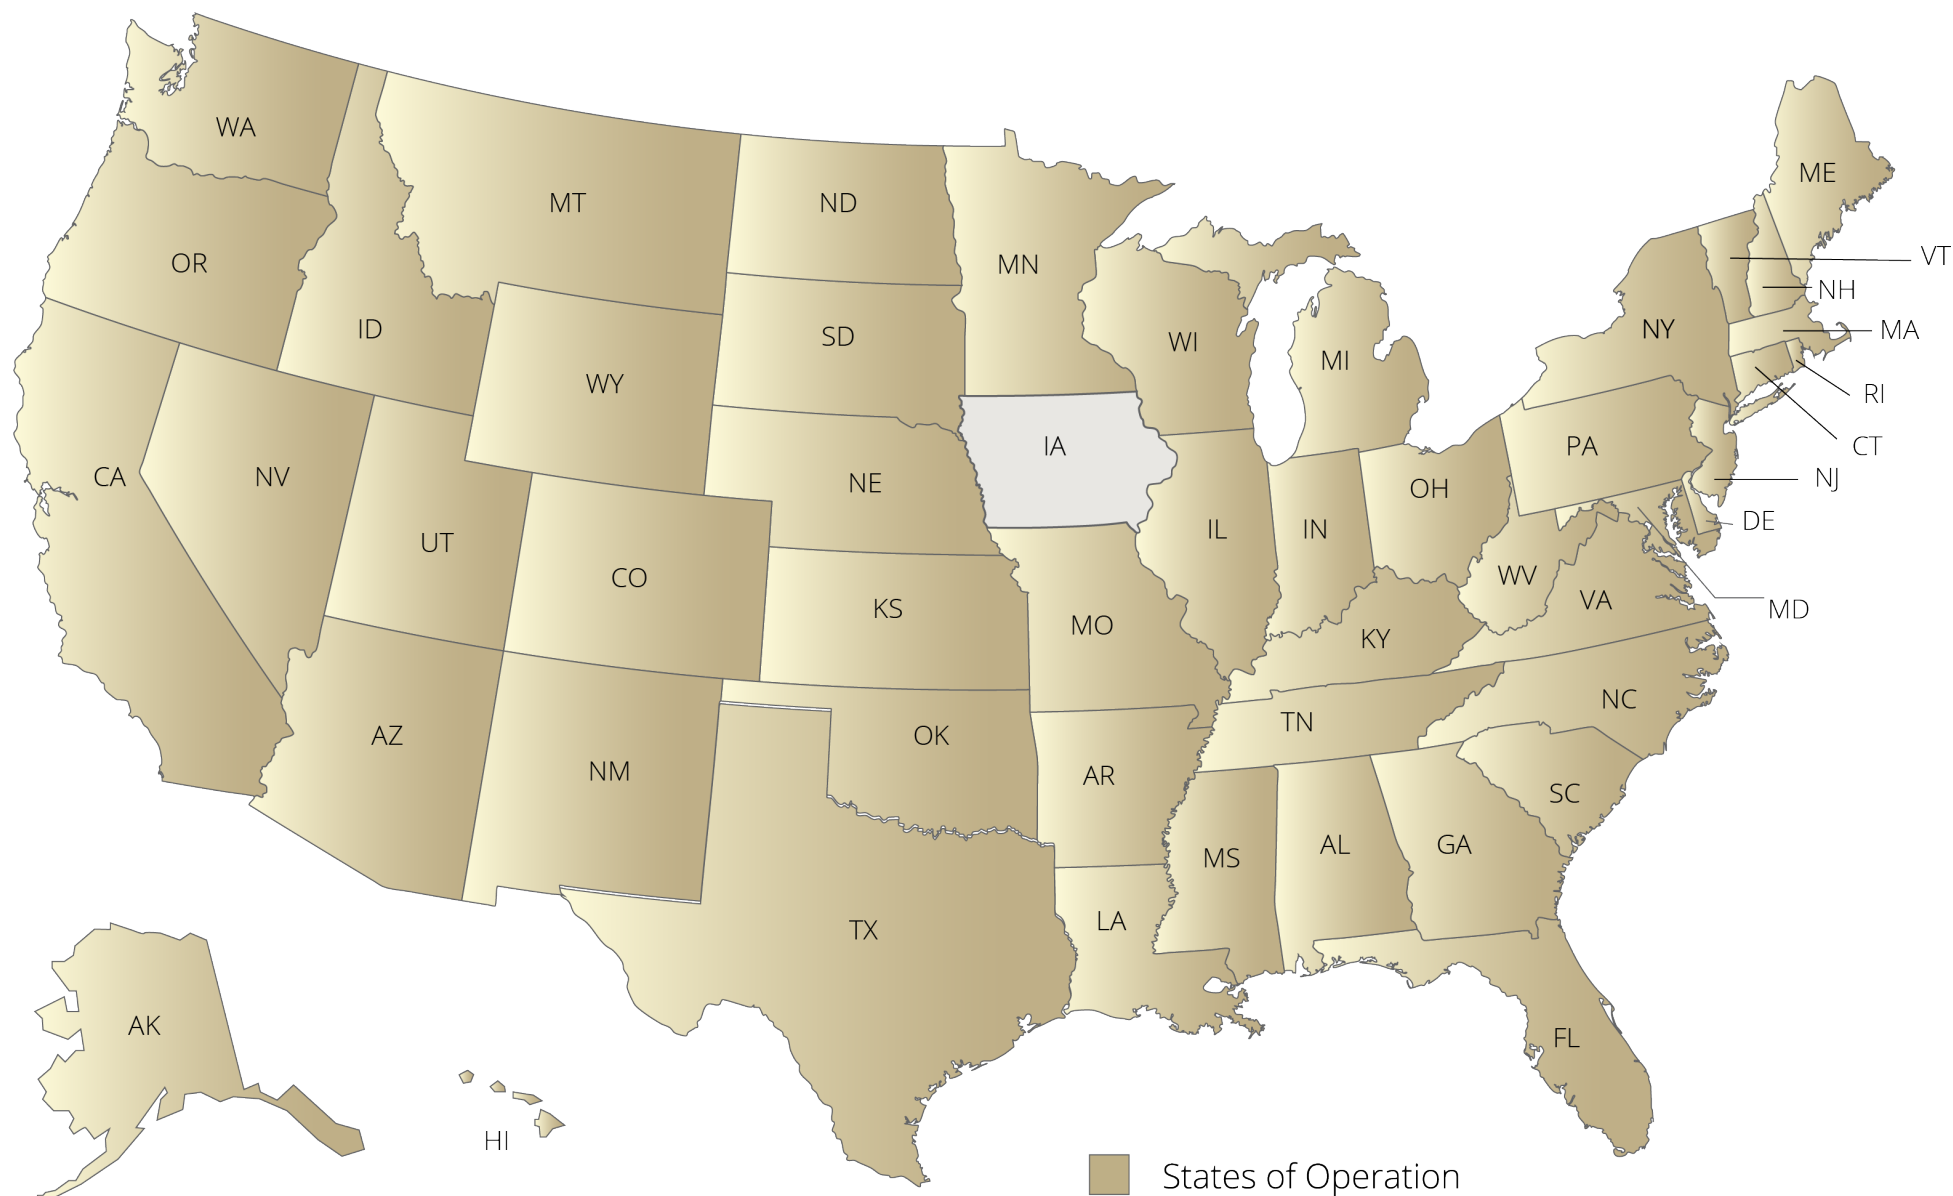 WA
MT
ND
ME
OR
MN
VT
NH
ID
SD
WI
NY
MA
MI
WY
RI
IA
PA
CT
CA
NV
NE
OH
NJ
DE
UT
IL
IN
CO
WV
VA
KS
MO
KY
MD
NC
AZ
OK
TN
NM
AR
SC
MS
AL
GA
TX
LA
AK
FL
HI
States of Operation